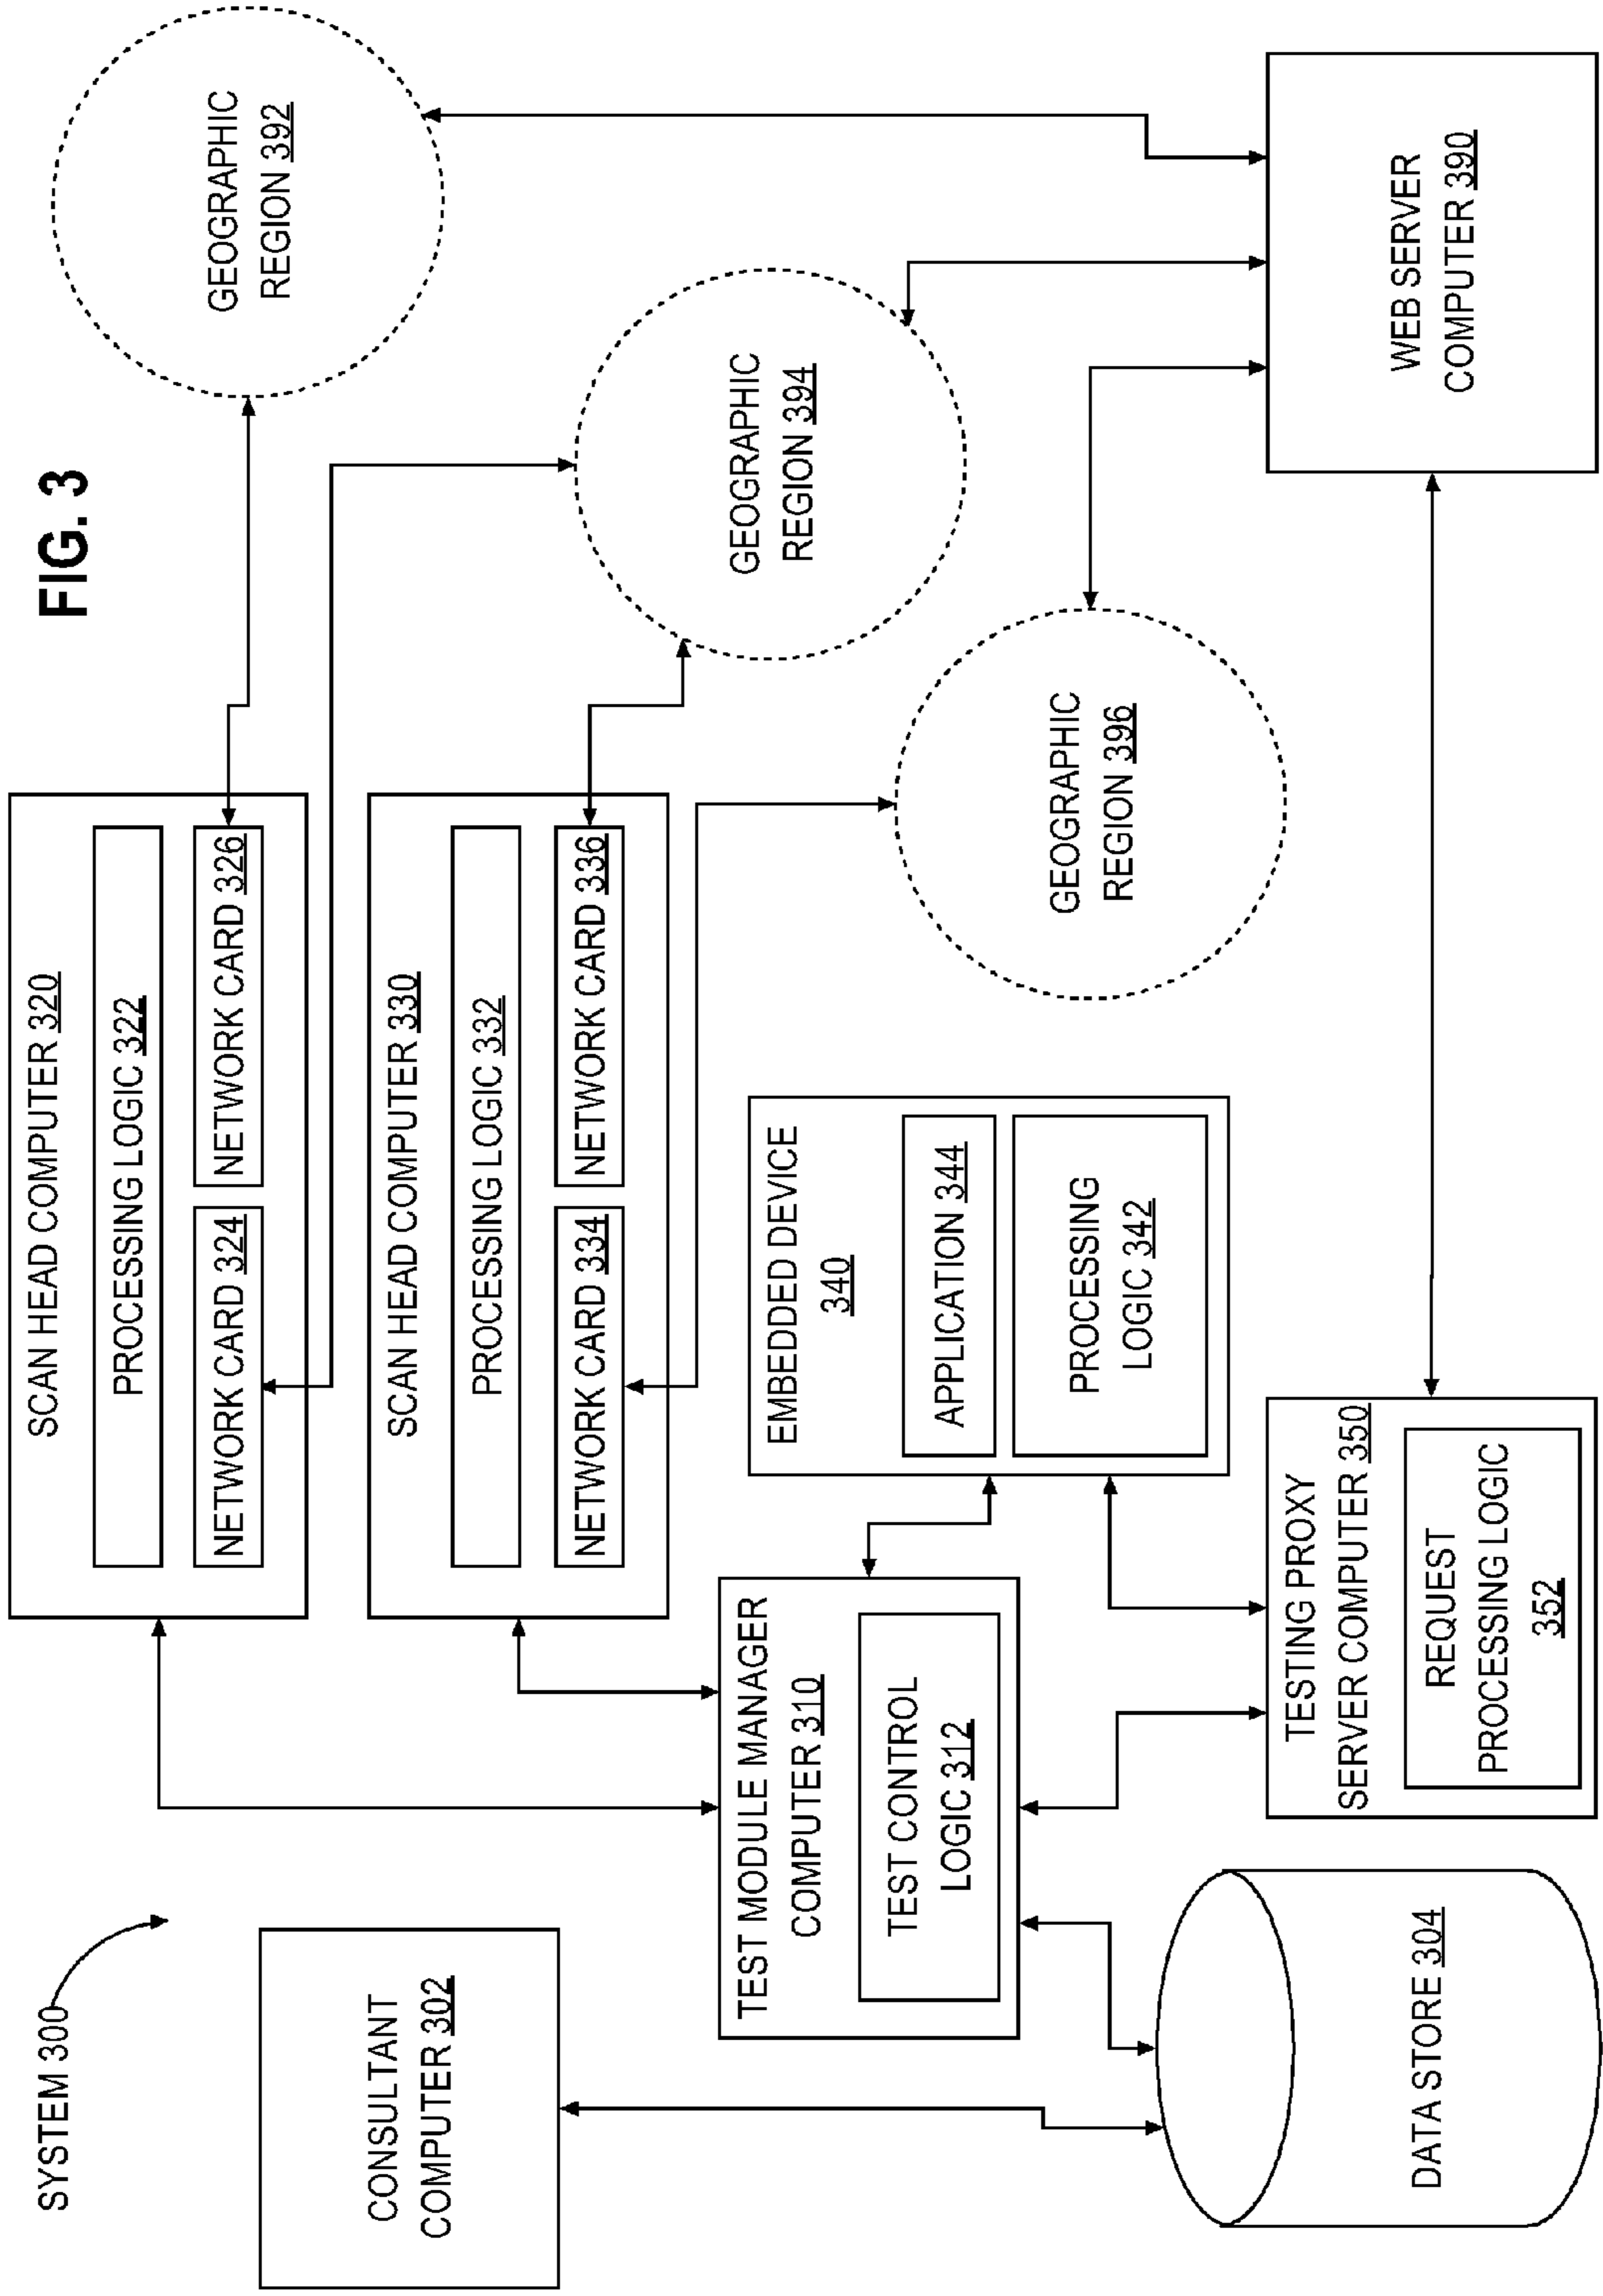 FIG. 3
SYSTEM 300
CONSULTANT
COMPUTER 302
DATA STORE 304
TEST MODULE MANAGER
COMPUTER 310
TEST CONTROL
LOGIC 312
SCAN HEAD COMPUTER 320
PROCESSING LOGIC 322
NETWORK CARD 324
NETWORK CARD 326
SCAN HEAD COMPUTER 330
PROCESSING LOGIC 332
NETWORK CARD 334
NETWORK CARD 336
EMBEDDED DEVICE
340
APPLICATION 344
PROCESSING
LOGIC 342
TESTING PROXY
SERVER COMPUTER 350
REQUEST
PROCESSING LOGIC
352
GEOGRAPHIC
REGION 392
GEOGRAPHIC
REGION 394
GEOGRAPHIC
REGION 396
WEB SERVER
COMPUTER 390